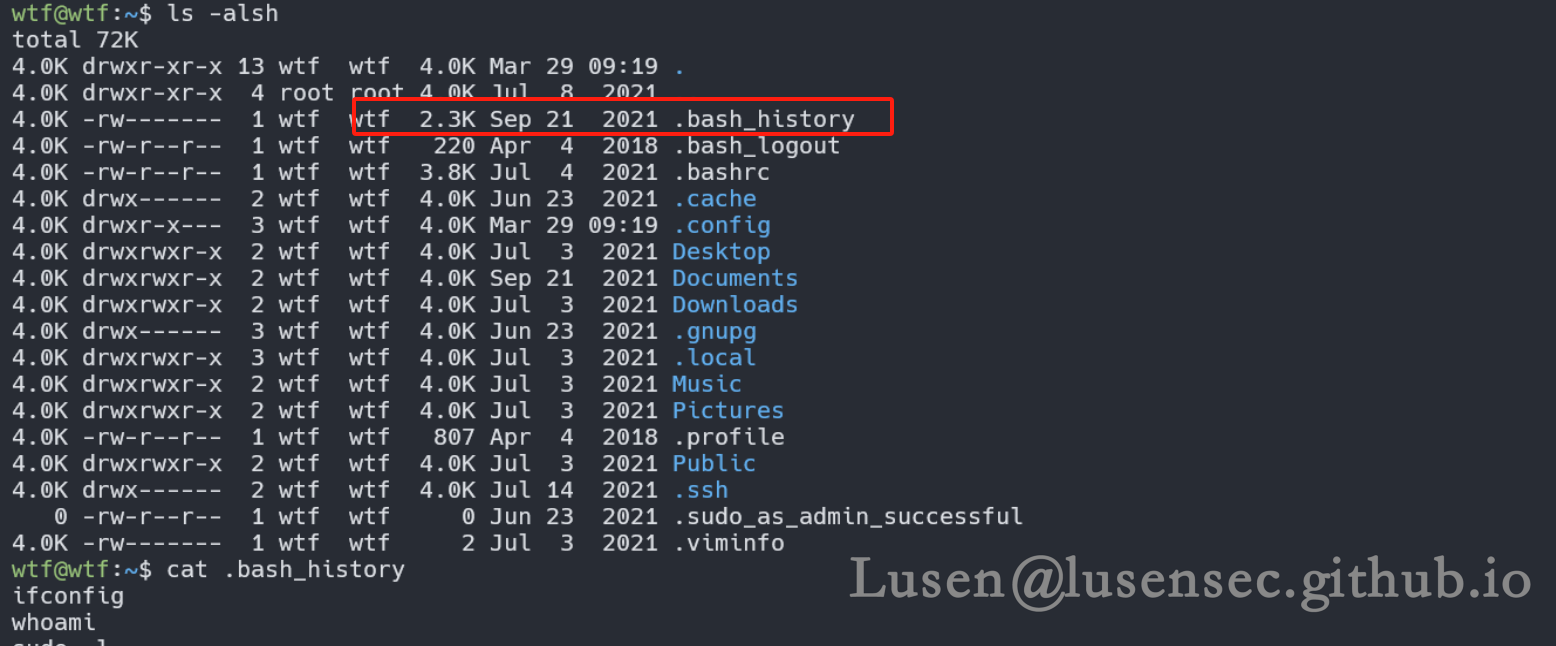 wtf@wtf:~$ ls -alsh
total 72K
4.0K drwxr-xr-x 13 wtf  wtf  4.0K Mar 29 09:19 .
4.0K drwxr-xr-x  4 root root 4.0K Jul  8  2021
4.0K -rw-------  1 wtf  wtf  2.3K Sep 21  2021 .bash_history
4.0K -rw-r--r--  1 wtf  wtf   220 Apr  4  2018 .bash_logout
4.0K -rw-r--r--  1 wtf  wtf  3.8K Jul  4  2021 .bashrc
4.0K drwx------  2 wtf  wtf  4.0K Jun 23  2021 .cache
4.0K drwxr-x---  3 wtf  wtf  4.0K Mar 29 09:19 .config
4.0K drwxrwxr-x  2 wtf  wtf  4.0K Jul  3  2021 Desktop
4.0K drwxrwxr-x  2 wtf  wtf  4.0K Sep 21  2021 Documents
4.0K drwxrwxr-x  2 wtf  wtf  4.0K Jul  3  2021 Downloads
4.0K drwx------  3 wtf  wtf  4.0K Jun 23  2021 .gnupg
4.0K drwxrwxr-x  3 wtf  wtf  4.0K Jul  3  2021 .local
4.0K drwxrwxr-x  2 wtf  wtf  4.0K Jul  3  2021 Music
4.0K drwxrwxr-x  2 wtf  wtf  4.0K Jul  3  2021 Pictures
4.0K -rw-r--r--  1 wtf  wtf   807 Apr  4  2018 .profile
4.0K drwxrwxr-x  2 wtf  wtf  4.0K Jul  3  2021 Public
4.0K drwx------  2 wtf  wtf  4.0K Jul 14  2021 .ssh
   0 -rw-r--r--  1 wtf  wtf     0 Jun 23  2021 .sudo_as_admin_successful
4.0K -rw-------  1 wtf  wtf     2 Jul  3  2021 .viminfo
wtf@wtf:~$ cat .bash_history
ifconfig
whoami
Lusen@lusensec.github.io